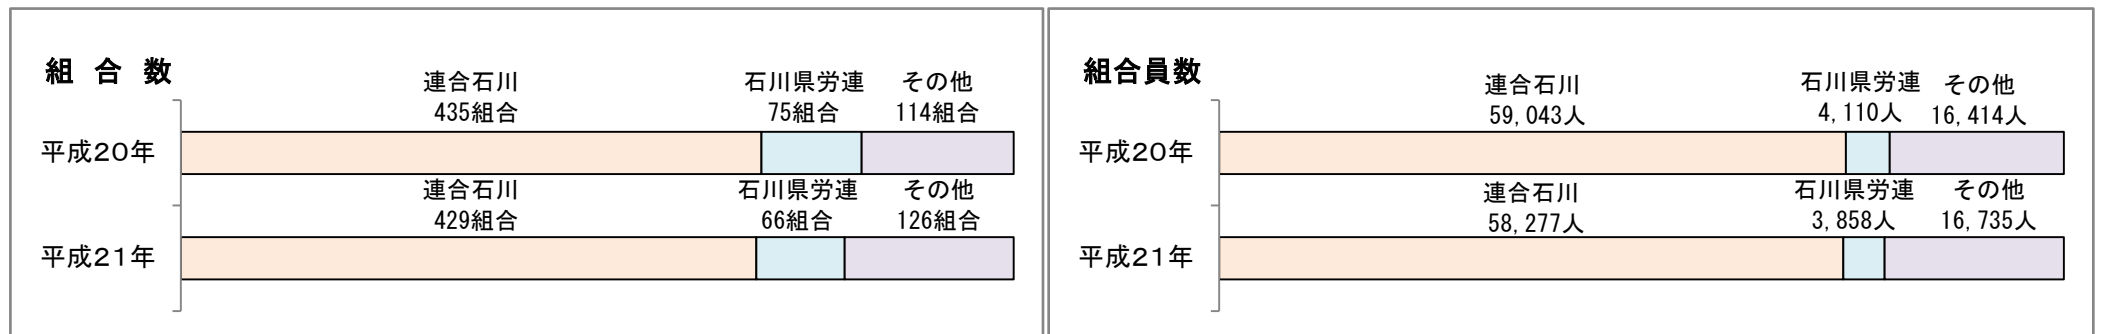 組 合 数
連合石川 石川県労連 その他
435組合 75組合 114組合
平成20年
連合石川 石川県労連 その他
429組合 66組合 126組合
平成21年
組合員数
連合石川 石川県労連 その他
59,043人 4,110人 16,414人
平成20年
連合石川 石川県労連 その他
58,277人 3,858人 16,735人
平成21年